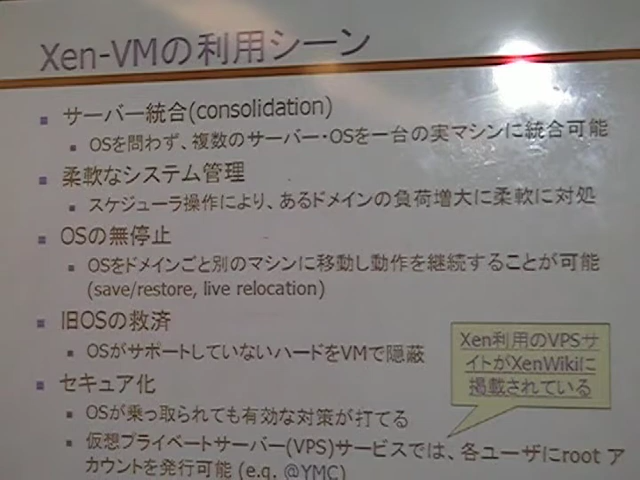 Xen-VMの利用シーン
サーバー統合(consolidation)
OSを問わず、複数のサーバー・OSを一台の実マシンに統合可能
柔軟なシステム管理
スケジューラ操作により、あるドメインの負荷増大に柔軟に対処
OSの無停止
OSをドメインごと別のマシンに移動し動作を継続することが可能
(save/restore, live relocation)
旧OSの救済
OSがサポートしていないハードをVMで隠蔽
Xen利用のVPSサ
イトがXenWikiに
掲載されている
セキュア化
OSが乗っ取られても有効な対策が打てる
仮想プライベートサーバー(VPS)サービスでは、各ユーザにroot ア
カウントを発行可能 (e.g. @YMC)